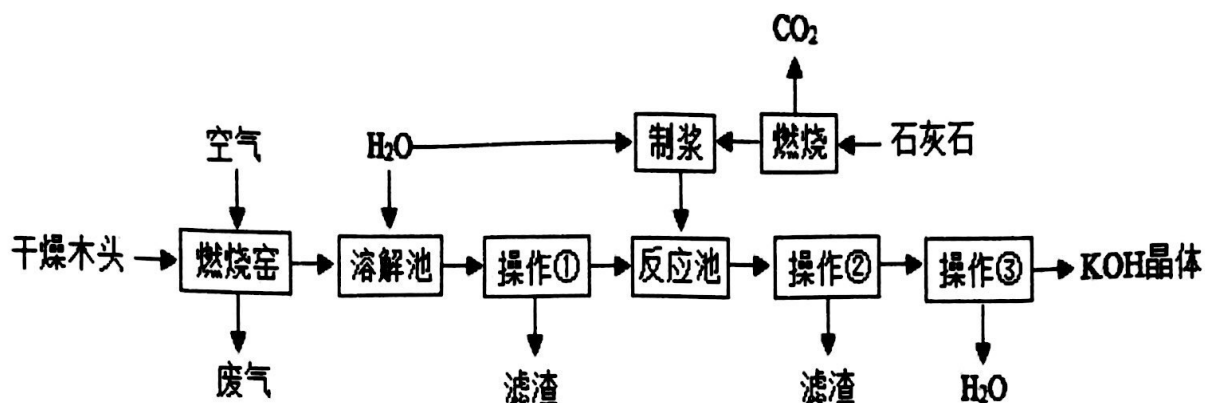 CO₂
空气
H₂O
制浆
燃烧
石灰石
干燥木头
燃烧窑
溶解池
操作①
反应池
操作②
操作③
KOH晶体
废气
滤渣
滤渣
H₂O